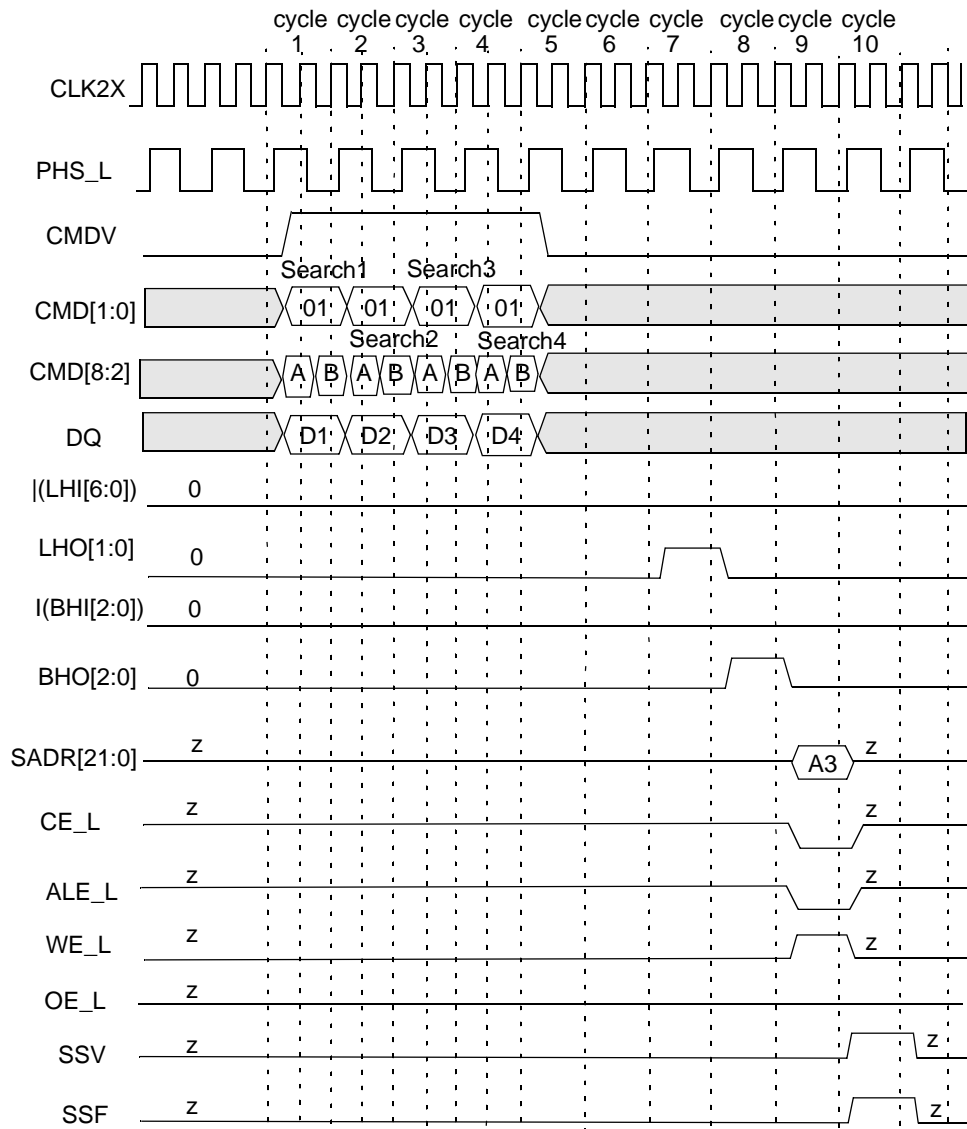 cycle cycle cycle cycle cycle cycle cycle cycle cycle cycle
1 2 3 4 5 6 7 8 9 10
CLK2X
PHS_L
CMDV
Search1 Search3
CMD[1:0] 01 01 01 01
Search2 Search4
CMD[8:2] A B A B A B A B
DQ D1 D2 D3 D4
|(LHI[6:0]) 0
LHO[1:0] 0
I(BHI[2:0]) 0
BHO[2:0] 0
SADR[21:0] z A3 z
CE_L z z
ALE_L z z
WE_L z z
OE_L z
SSV z z
SSF z z